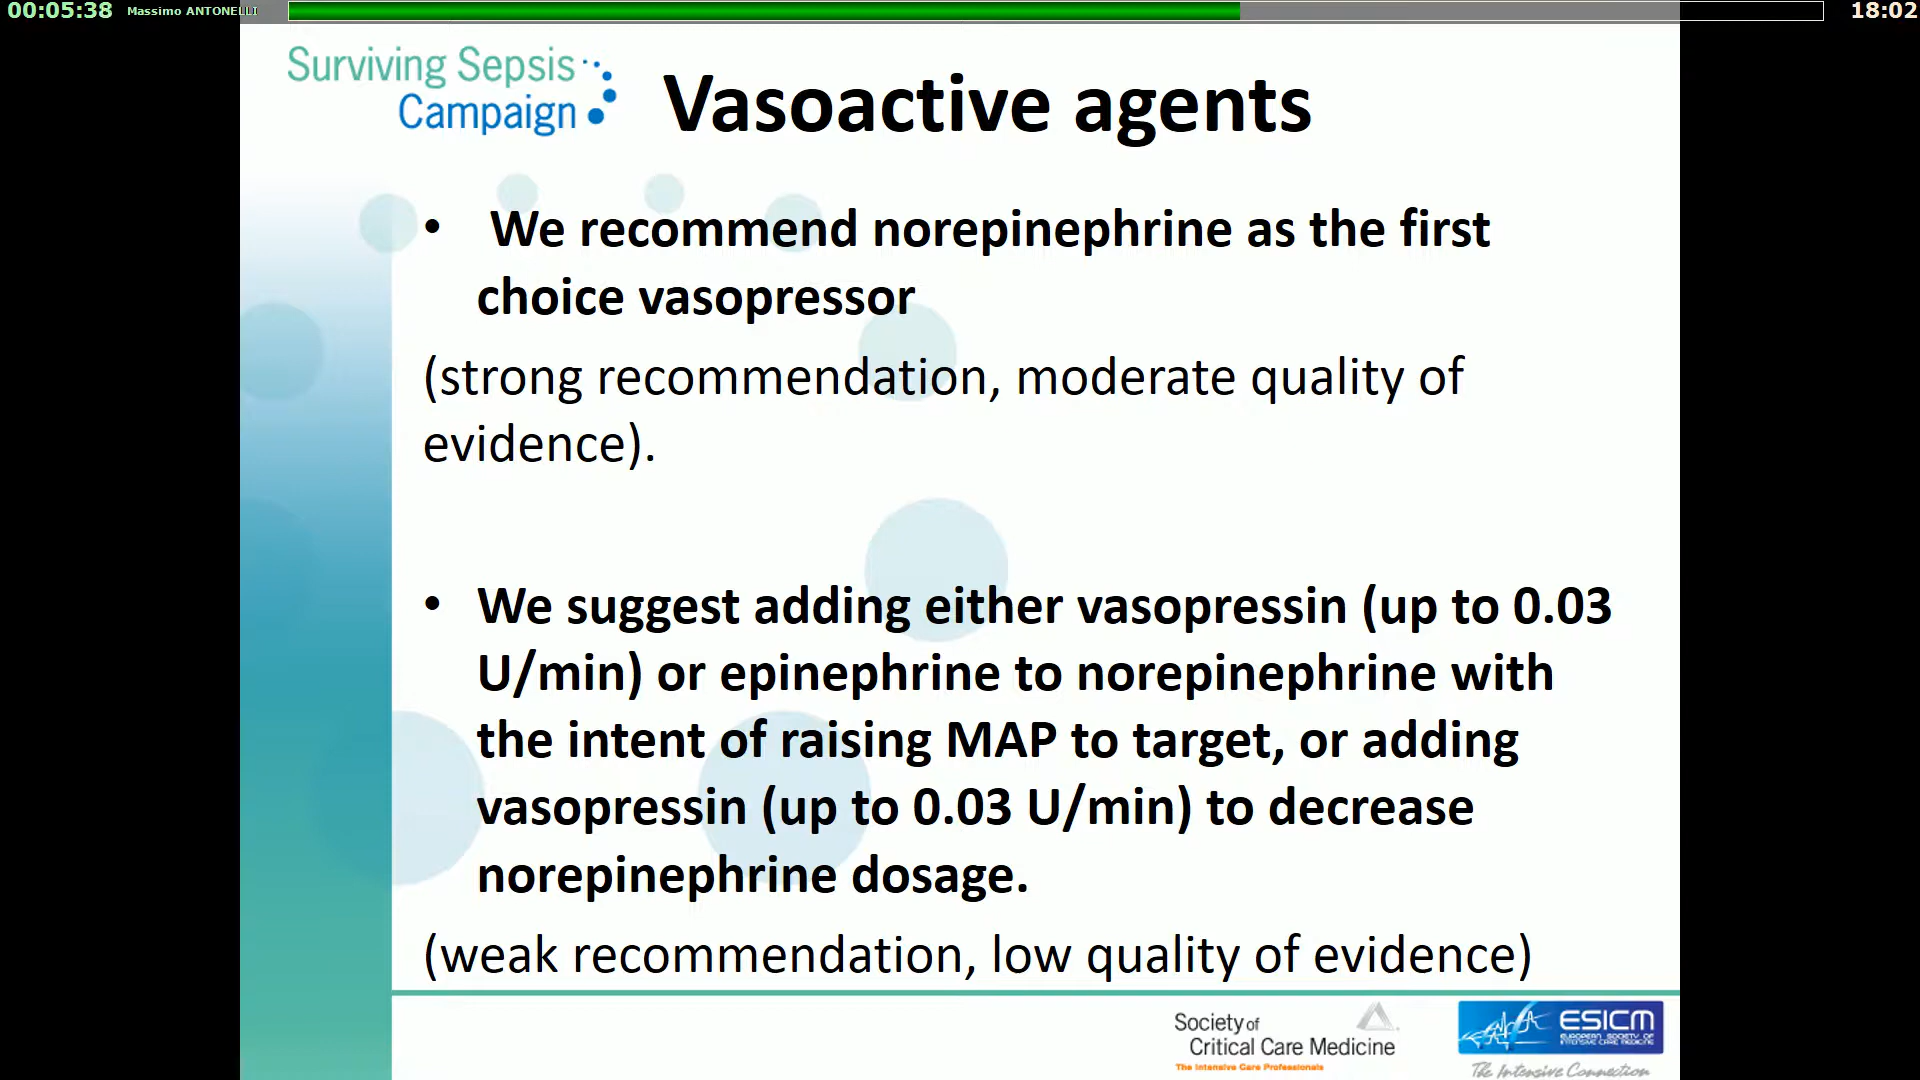 00:05:38 Massimo ANTONELLI 18:02
Surviving Sepsis
Campaign
Vasoactive agents
• We recommend norepinephrine as the first
choice vasopressor
(strong recommendation, moderate quality of
evidence).
• We suggest adding either vasopressin (up to 0.03
U/min) or epinephrine to norepinephrine with
the intent of raising MAP to target, or adding
vasopressin (up to 0.03 U/min) to decrease
norepinephrine dosage.
(weak recommendation, low quality of evidence)
Society of
Critical Care Medicine
The Intensive Care Professionals
ESICM
EUROPEAN SOCIETY OF
INTENSIVE CARE MEDICINE
The Intensive Connection